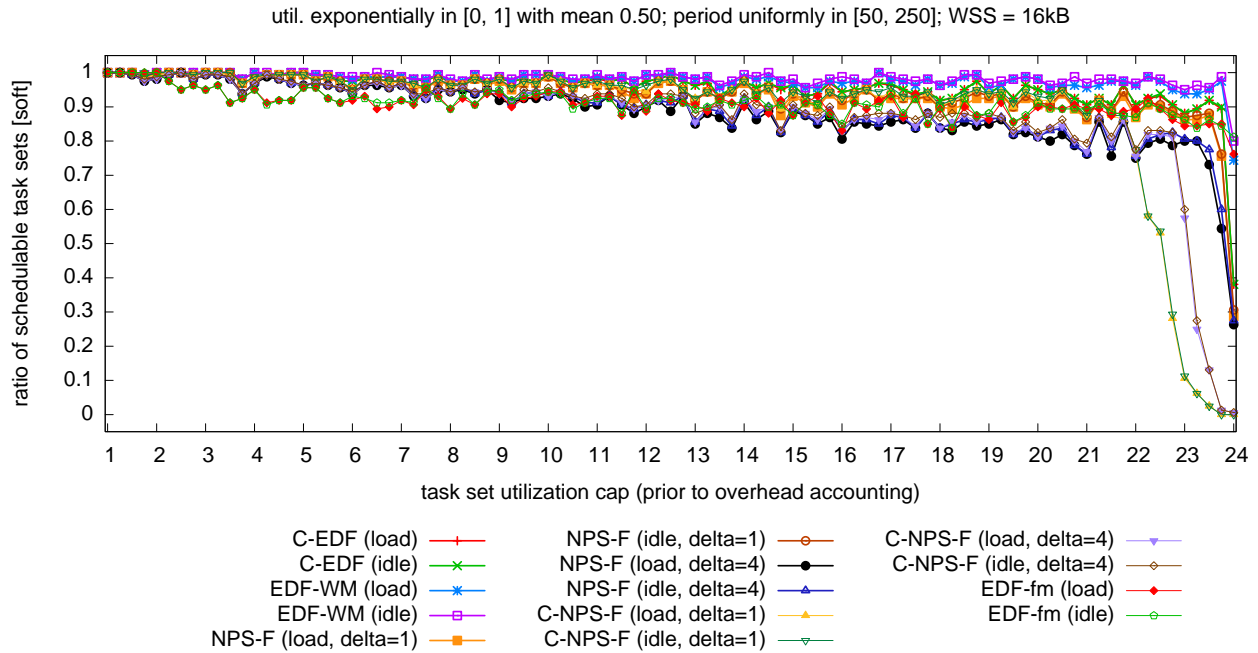 util. exponentially in [0, 1] with mean 0.50; period uniformly in [50, 250]; WSS = 16kB
ratio of schedulable task sets [soft]
1
0.9
0.8
0.7
0.6
0.5
0.4
0.3
0.2
0.1
0
1 2 3 4 5 6 7 8 9 10 11 12 13 14 15 16 17 18 19 20 21 22 23 24
task set utilization cap (prior to overhead accounting)
C-EDF (load)
C-EDF (idle)
EDF-WM (load)
EDF-WM (idle)
NPS-F (load, delta=1)
NPS-F (idle, delta=1)
NPS-F (load, delta=4)
NPS-F (idle, delta=4)
C-NPS-F (load, delta=1)
C-NPS-F (idle, delta=1)
C-NPS-F (load, delta=4)
C-NPS-F (idle, delta=4)
EDF-fm (load)
EDF-fm (idle)